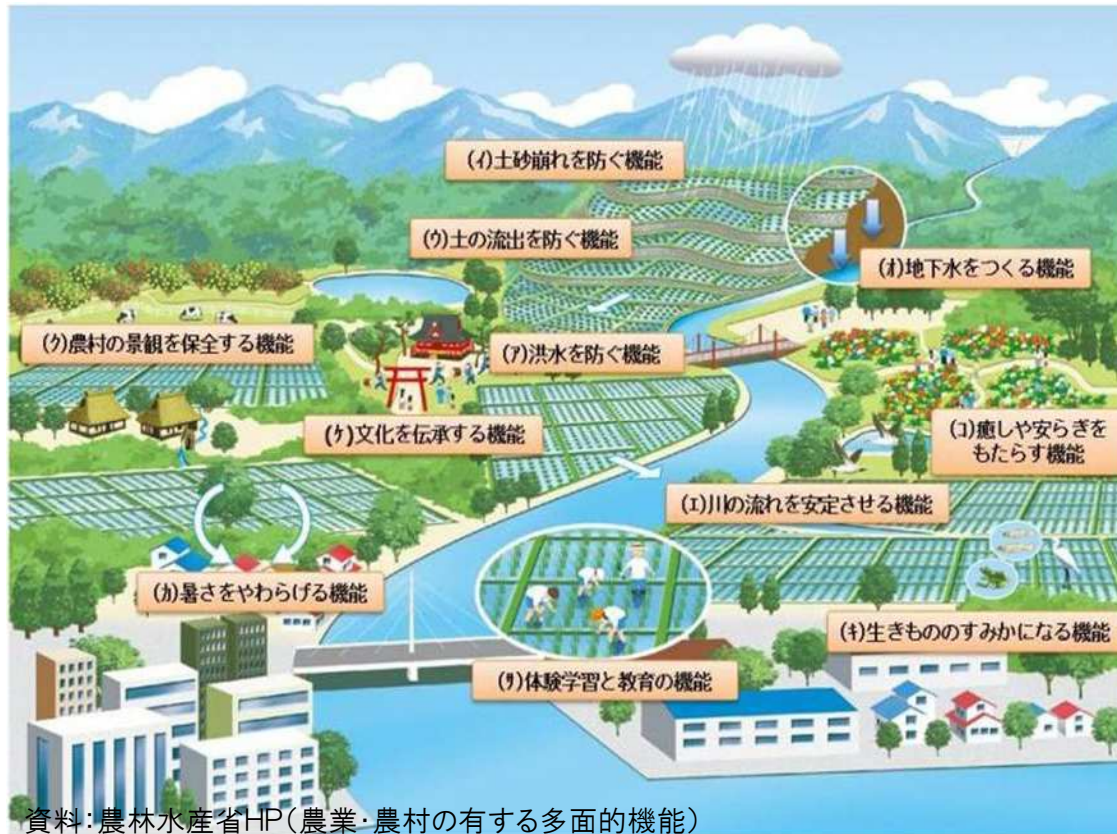 (イ)土砂崩れを防ぐ機能
(ウ)土の流出を防ぐ機能
(オ)地下水をつくる機能
(ク)農村の景観を保全する機能
(ア)洪水を防ぐ機能
(ケ)文化を伝承する機能
(コ)癒しや安らぎを
もたらす機能
(エ)川の流れを安定させる機能
(カ)暑さをやわらげる機能
(キ)生きもののすみかになる機能
(サ)体験学習と教育の機能
資料:農林水産省HP(農業・農村の有する多面的機能)